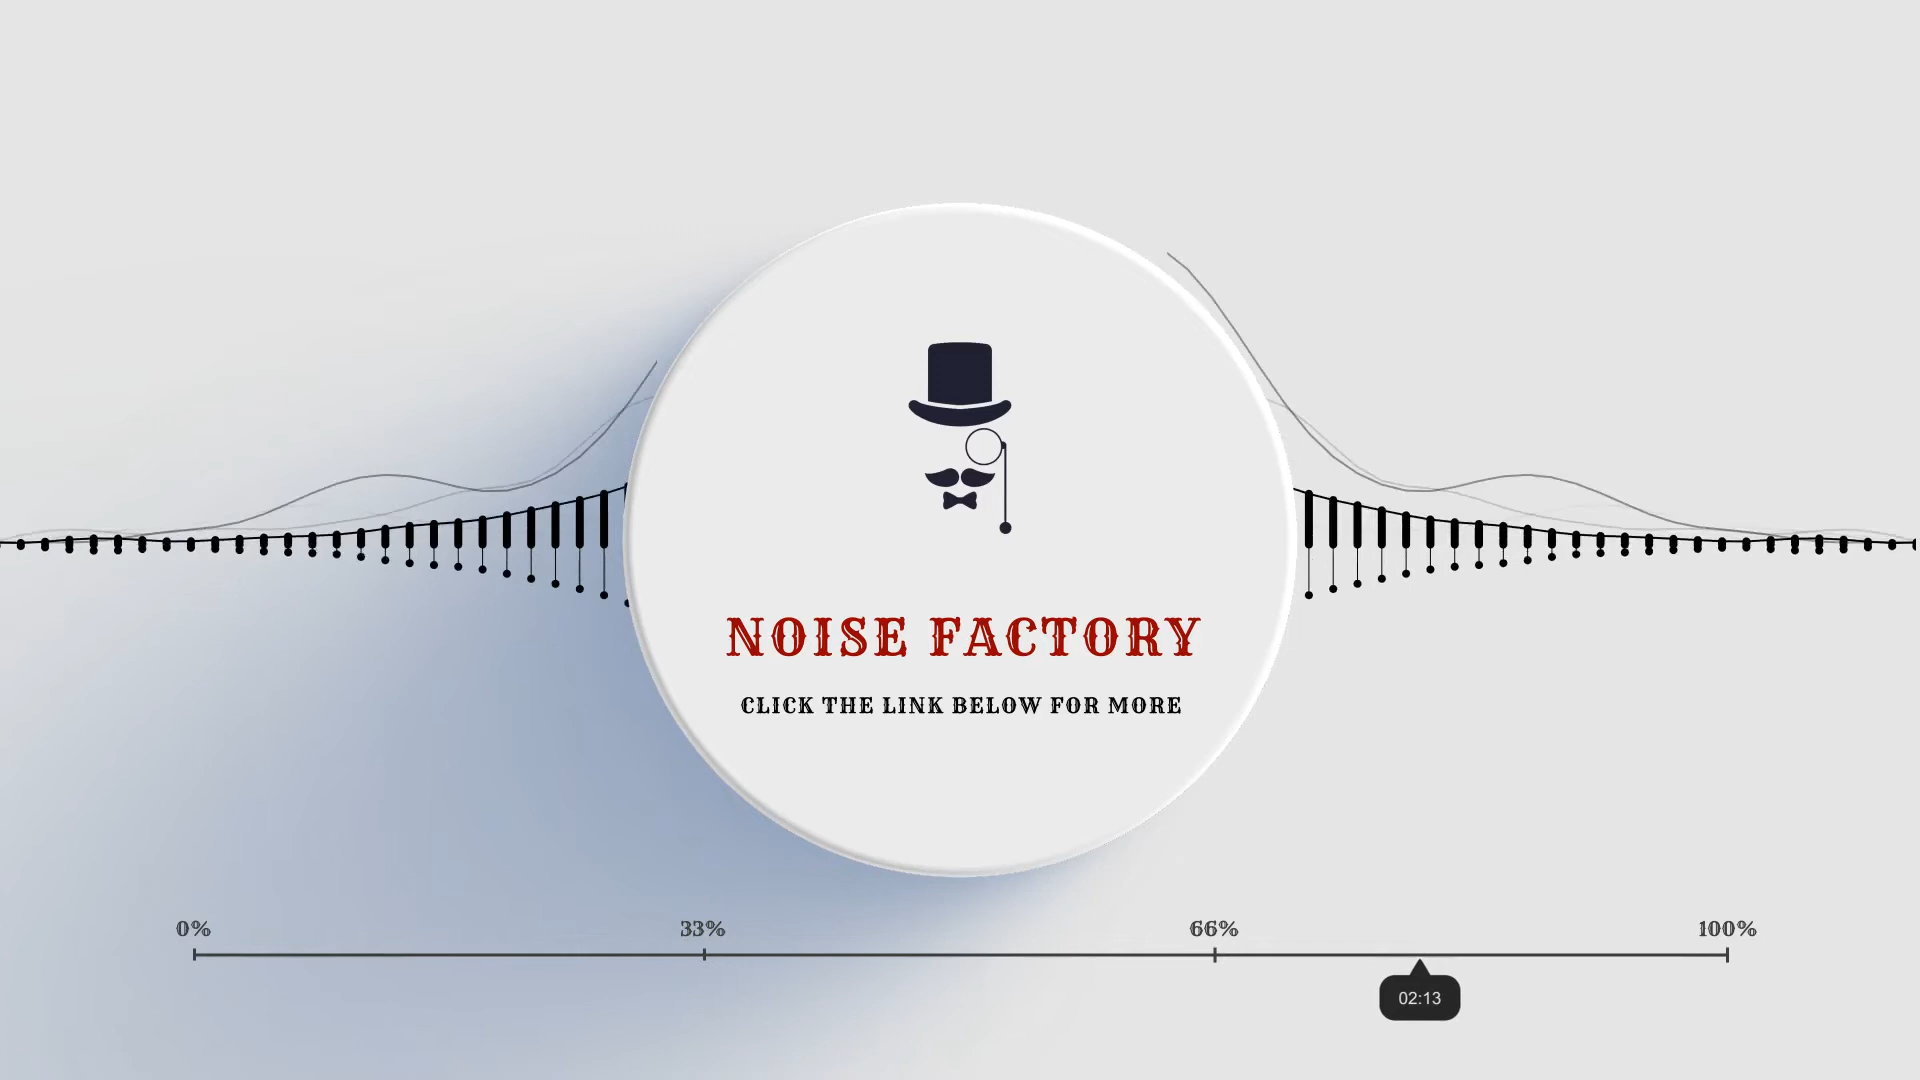 NOISE FACTORY
CLICK THE LINK BELOW FOR MORE
0% 33% 66% 100%
02:13